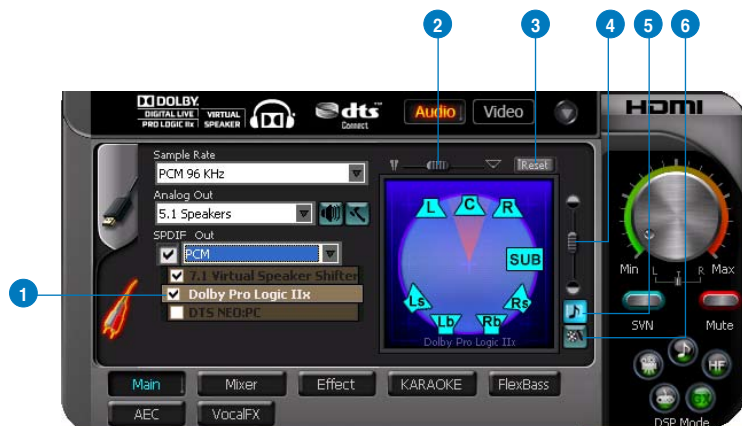 2 3 4 5 6
DOLBY
DIGITAL LIVE
PRO LOGIC IIx
VIRTUAL
SPEAKER
dts
Connect
Audio
Video
HDMI
Sample Rate
PCM 96 KHz
Analog Out
5.1 Speakers
SPDIF Out
PCM
7.1 Virtual Speaker Shifter
1
Dolby Pro Logic IIx
DTS NEO:PC
Reset
L C R
SUB
Ls Rs
Lb Rb
Dolby Pro Logic IIx
Min L T R Max
SVN Mute
HF
DSP Mode
Main Mixer Effect KARAOKE FlexBass
AEC VocalFX